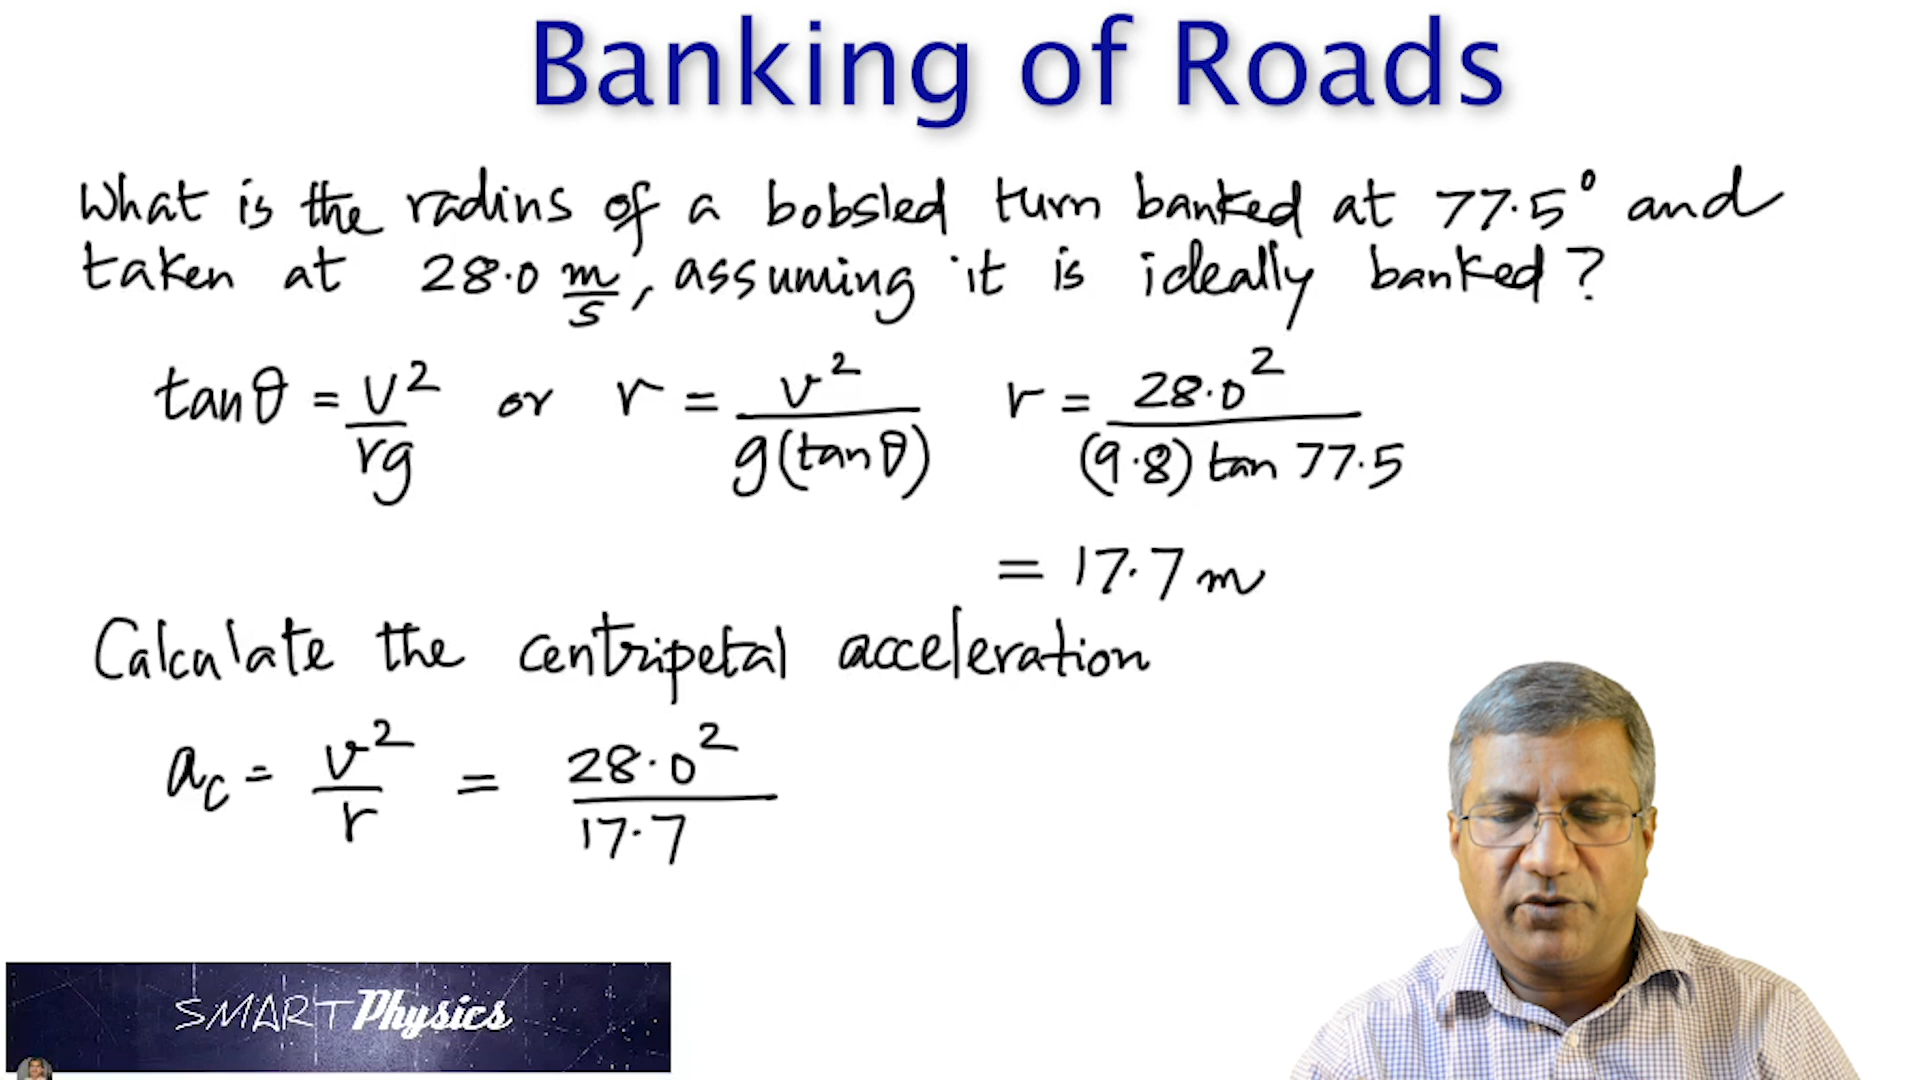 Banking of Roads
What is the radius of a bobsled turn banked at 77.5° and
taken at 28.0 m/s, assuming it is ideally banked?
tanθ = v²/rg or r = v²/g(tanθ) r = 28.0²/(9.8) tan 77.5
= 17.7 m
Calculate the centripetal acceleration
a_c = v²/r = 28.0²/17.7
SMART Physics